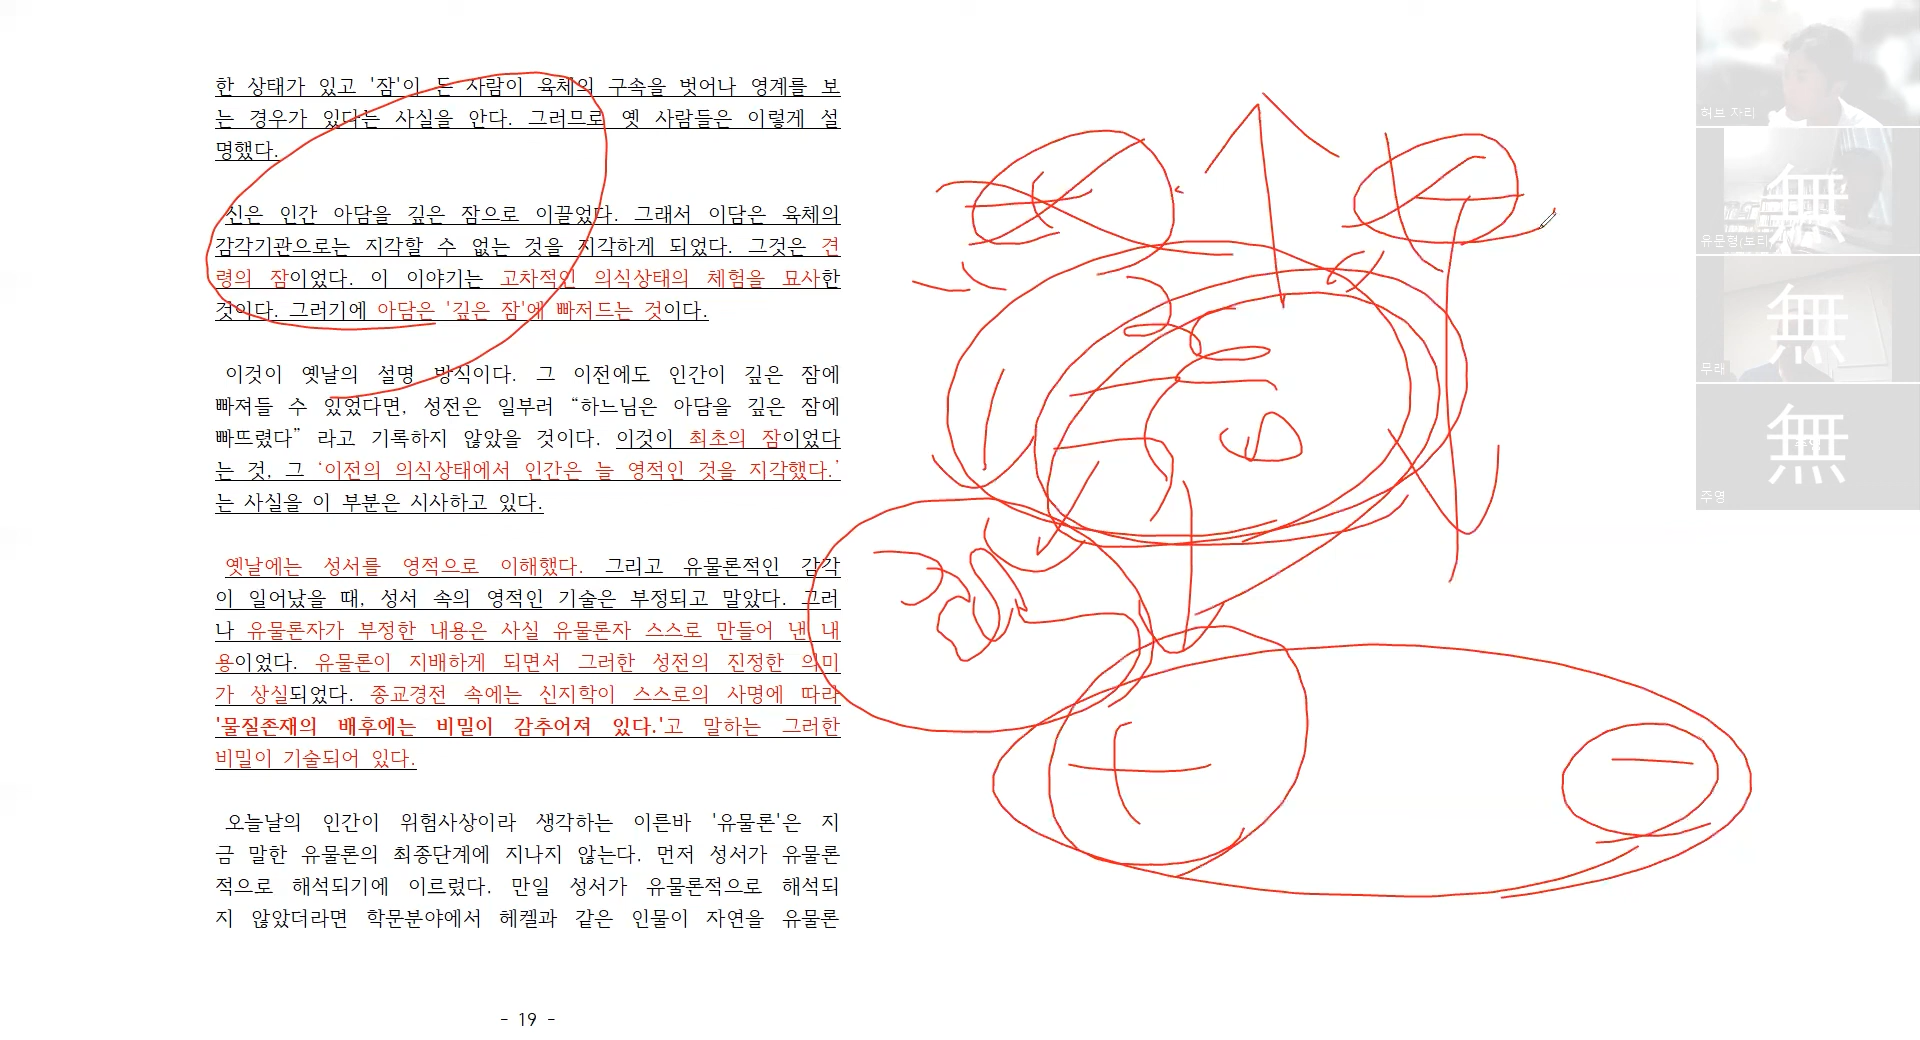 한 상태가 있고 '잠'이 든 사람이 육체의 구속을 벗어나 영계를 보
는 경우가 있다는 사실을 안다. 그러므로 옛 사람들은 이렇게 설
명했다.
신은 인간 아담을 깊은 잠으로 이끌었다. 그래서 이담은 육체의
감각기관으로는 지각할 수 없는 것을 지각하게 되었다. 그것은 견
령의 잠이었다. 이 이야기는 고차적인 의식상태의 체험을 묘사한
것이다. 그러기에 아담은 '깊은 잠'에 빠져드는 것이다.
이것이 옛날의 설명 방식이다. 그 이전에도 인간이 깊은 잠에
빠져들 수 있었다면, 성전은 일부러 “하느님은 아담을 깊은 잠에
빠뜨렸다” 라고 기록하지 않았을 것이다. 이것이 최초의 잠이었다
는 것, 그 ‘이전의 의식상태에서 인간은 늘 영적인 것을 지각했다.’
는 사실을 이 부분은 시사하고 있다.
옛날에는 성서를 영적으로 이해했다. 그리고 유물론적인 감각
이 일어났을 때, 성서 속의 영적인 기술은 부정되고 말았다. 그러
나 유물론자가 부정한 내용은 사실 유물론자 스스로 만들어 낸 내
용이었다. 유물론이 지배하게 되면서 그러한 성전의 진정한 의미
가 상실되었다. 종교경전 속에는 신지학이 스스로의 사명에 따라
'물질존재의 배후에는 비밀이 감추어져 있다.'고 말하는 그러한
비밀이 기술되어 있다.
오늘날의 인간이 위험사상이라 생각하는 이른바 '유물론'은 지
금 말한 유물론의 최종단계에 지나지 않는다. 먼저 성서가 유물론
적으로 해석되기에 이르렀다. 만일 성서가 유물론적으로 해석되
지 않았더라면 학문분야에서 헤켈과 같은 인물이 자연을 유물론
- 19 -
허브 자리
無
유문형(보리
無
무래
無
주영